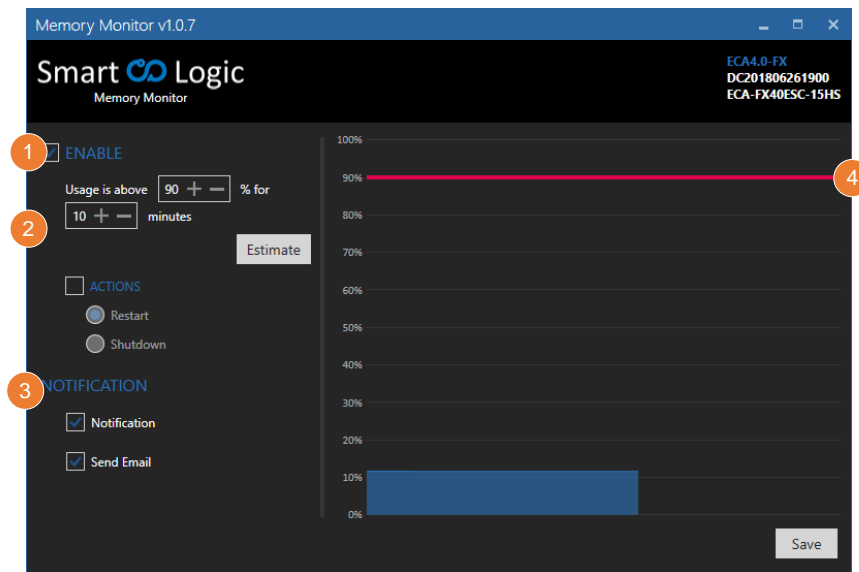 Memory Monitor v1.0.7
Smart Logic
Memory Monitor
ECA4.0-FX
DC201806261900
ECA-FX40ESC-15HS
1
ENABLE
Usage is above 90 % for
10 minutes
2
Estimate
ACTIONS
Restart
Shutdown
3
NOTIFICATION
Notification
Send Email
100%
90%
4
80%
70%
60%
50%
40%
30%
20%
10%
0%
Save